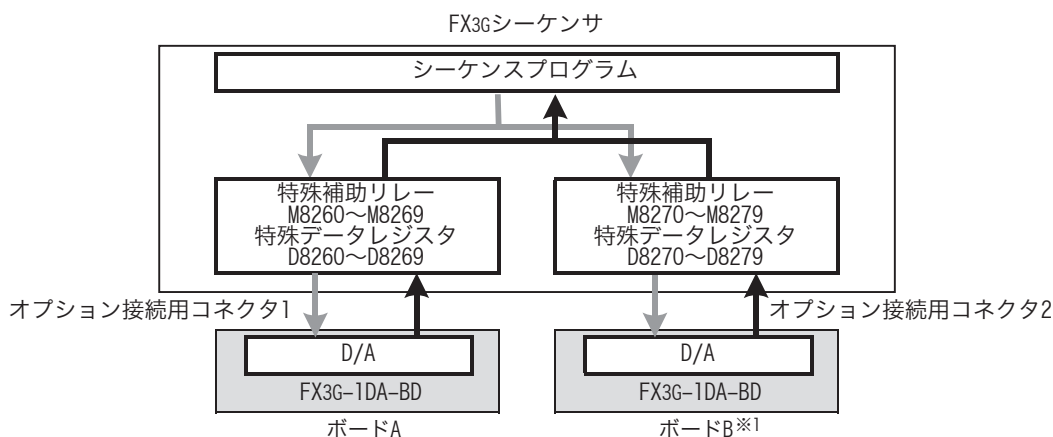 FX3Gシーケンサ
シーケンスプログラム
特殊補助リレー
M8260～M8269
特殊データレジスタ
D8260～D8269
特殊補助リレー
M8270～M8279
特殊データレジスタ
D8270～D8279
オプション接続用コネクタ1
オプション接続用コネクタ2
D/A
FX3G-1DA-BD
ボードA
D/A
FX3G-1DA-BD
ボードB※1